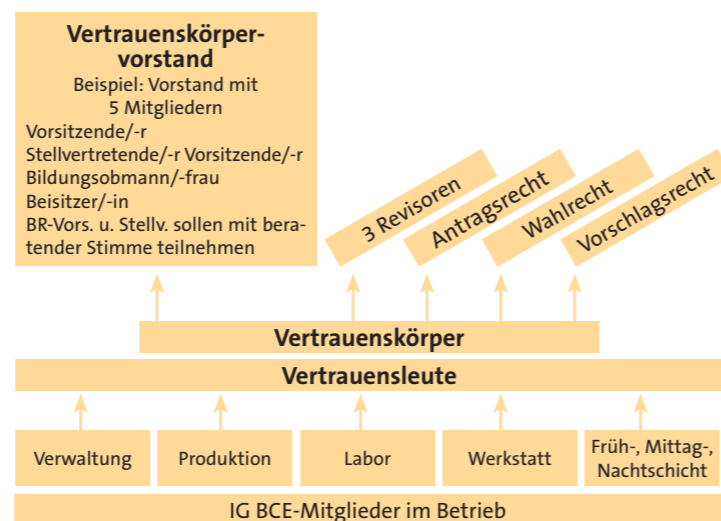 Vertrauenskörper-
vorstand
Beispiel: Vorstand mit
5 Mitgliedern
Vorsitzende/-r
Stellvertretende/-r Vorsitzende/-r
Bildungsobmann/-frau
Beisitzer/-in
BR-Vors. u. Stellv. sollen mit bera-
tender Stimme teilnehmen
3 Revisoren
Antragsrecht
Wahlrecht
Vorschlagsrecht
Vertrauenskörper
Vertrauensleute
Verwaltung
Produktion
Labor
Werkstatt
Früh-, Mittag-,
Nachtschicht
IG BCE-Mitglieder im Betrieb